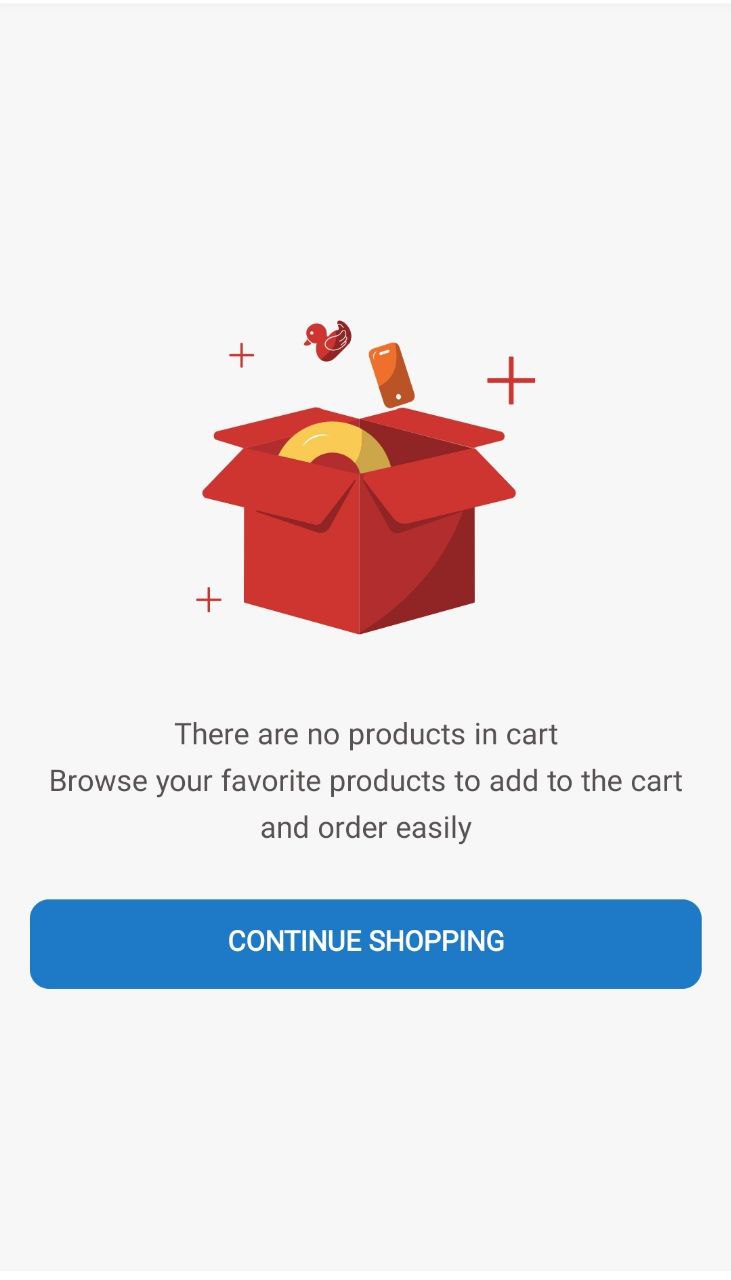 There are no products in cart
Browse your favorite products to add to the cart
and order easily
CONTINUE SHOPPING